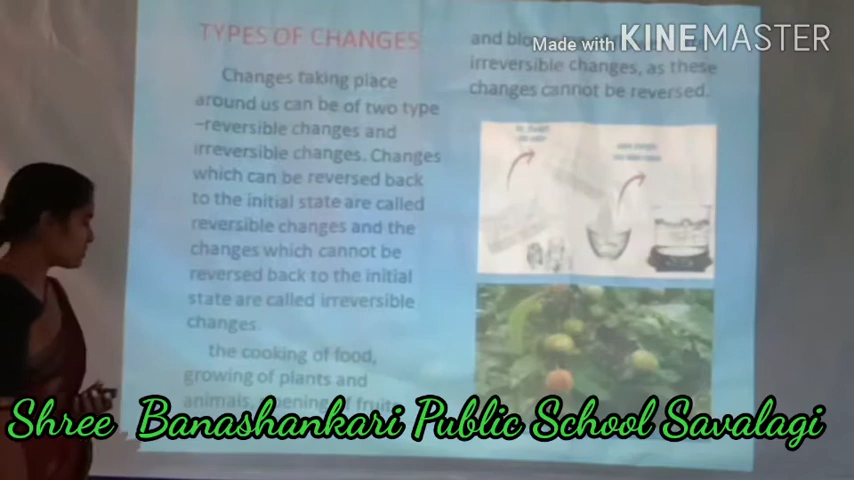 TYPES OF CHANGES
Changes taking place
around us can be of two type
–reversible changes and
irreversible changes. Changes
which can be reversed back
to the initial state are called
reversible changes and the
changes which cannot be
reversed back to the initial
state are called irreversible
changes.
the cooking of food,
growing of plants and
animals,
and
irreversible changes, as these
changes cannot be reversed.
Made with KINEMASTER
Shree Banashankari Public School Savalagi